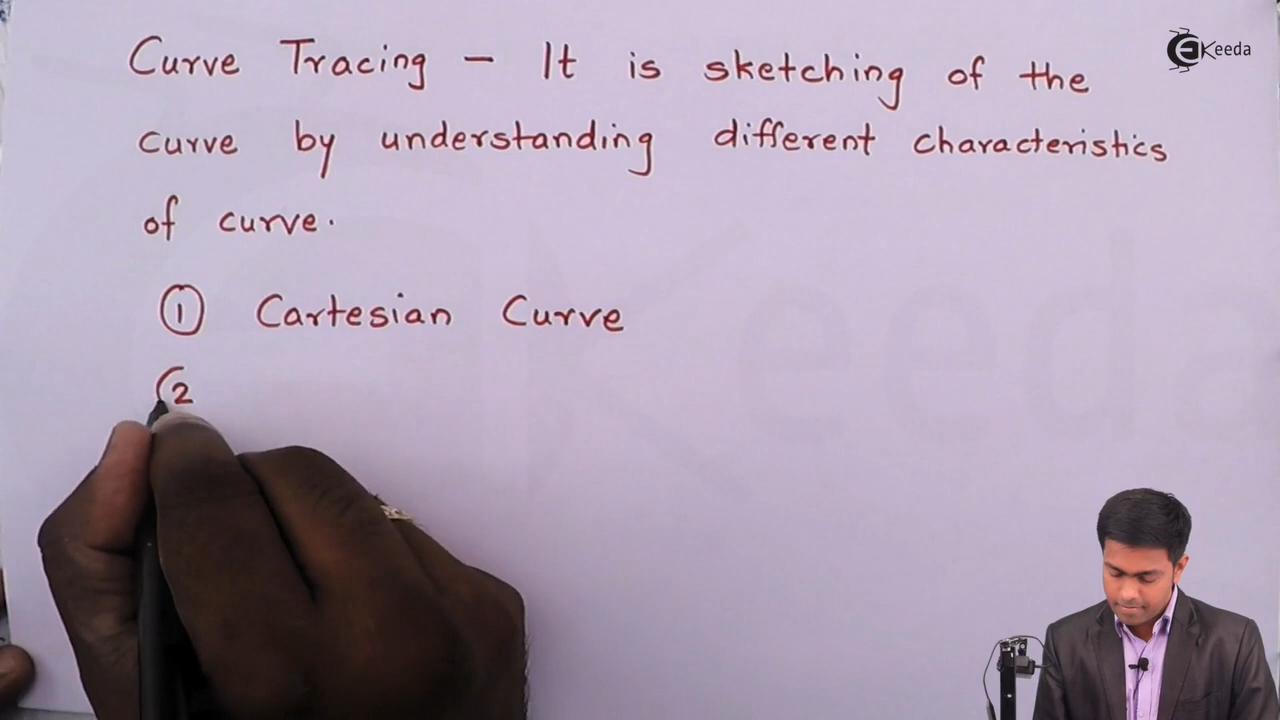 Curve Tracing - It is sketching of the
curve by understanding different characteristics
of curve.
① Cartesian Curve
2
EKeeda